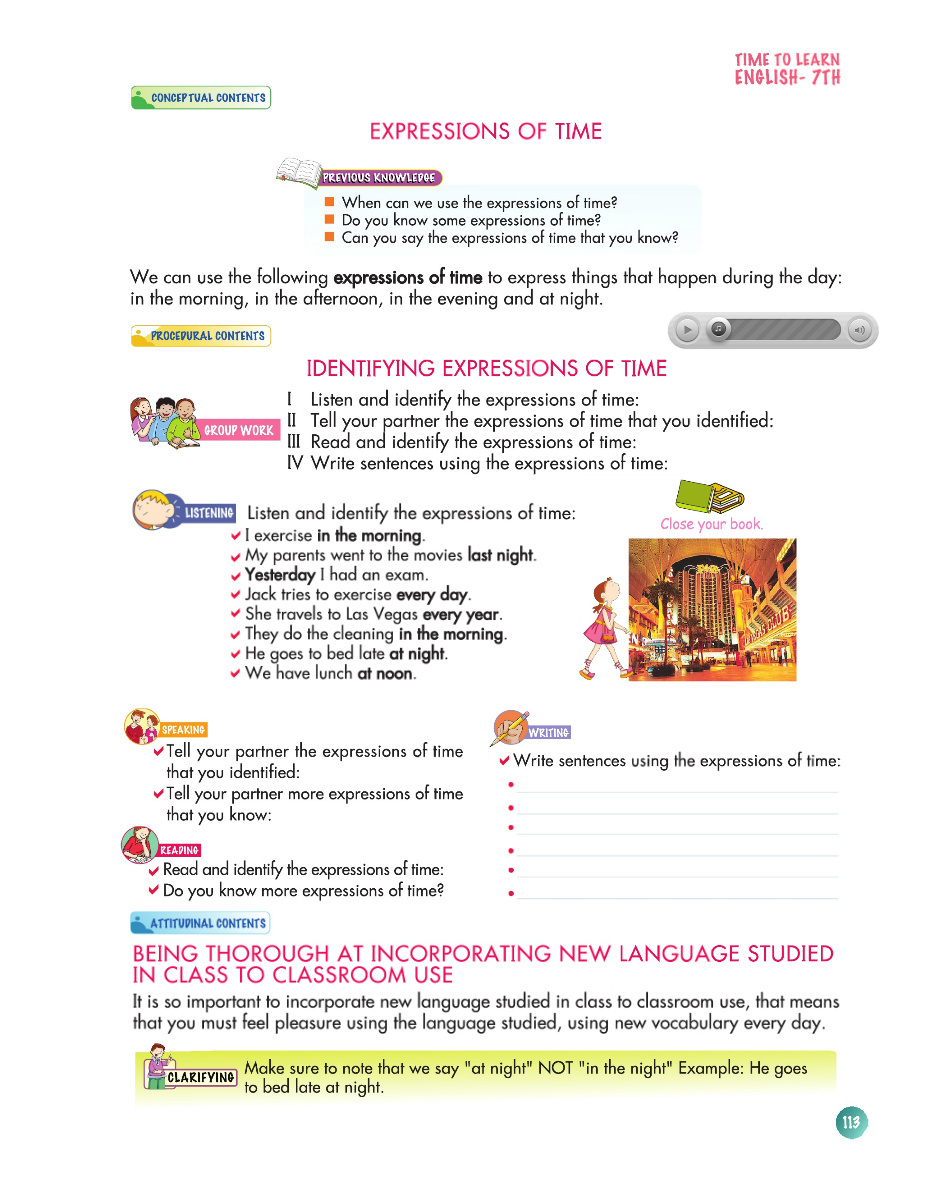 TIME TO LEARN
ENGLISH- 7TH
CONCEPTUAL CONTENTS
EXPRESSIONS OF TIME
PREVIOUS KNOWLEDGE
When can we use the expressions of time?
Do you know some expressions of time?
Can you say the expressions of time that you know?
We can use the following expressions of time to express things that happen during the day:
in the morning, in the afternoon, in the evening and at night.
PROCEDURAL CONTENTS
IDENTIFYING EXPRESSIONS OF TIME
GROUP WORK
I Listen and identify the expressions of time:
II Tell your partner the expressions of time that you identified:
III Read and identify the expressions of time:
IV Write sentences using the expressions of time:
LISTENING Listen and identify the expressions of time:
Close your book.
I exercise in the morning.
My parents went to the movies last night.
Yesterday I had an exam.
Jack tries to exercise every day.
She travels to Las Vegas every year.
They do the cleaning in the morning.
He goes to bed late at night.
We have lunch at noon.
SPEAKING
Tell your partner the expressions of time
that you identified:
Tell your partner more expressions of time
that you know:
READING
Read and identify the expressions of time:
Do you know more expressions of time?
WRITING
Write sentences using the expressions of time:
ATTITUDINAL CONTENTS
BEING THOROUGH AT INCORPORATING NEW LANGUAGE STUDIED
IN CLASS TO CLASSROOM USE
It is so important to incorporate new language studied in class to classroom use, that means
that you must feel pleasure using the language studied, using new vocabulary every day.
CLARIFYING
Make sure to note that we say "at night" NOT "in the night" Example: He goes
to bed late at night.
113